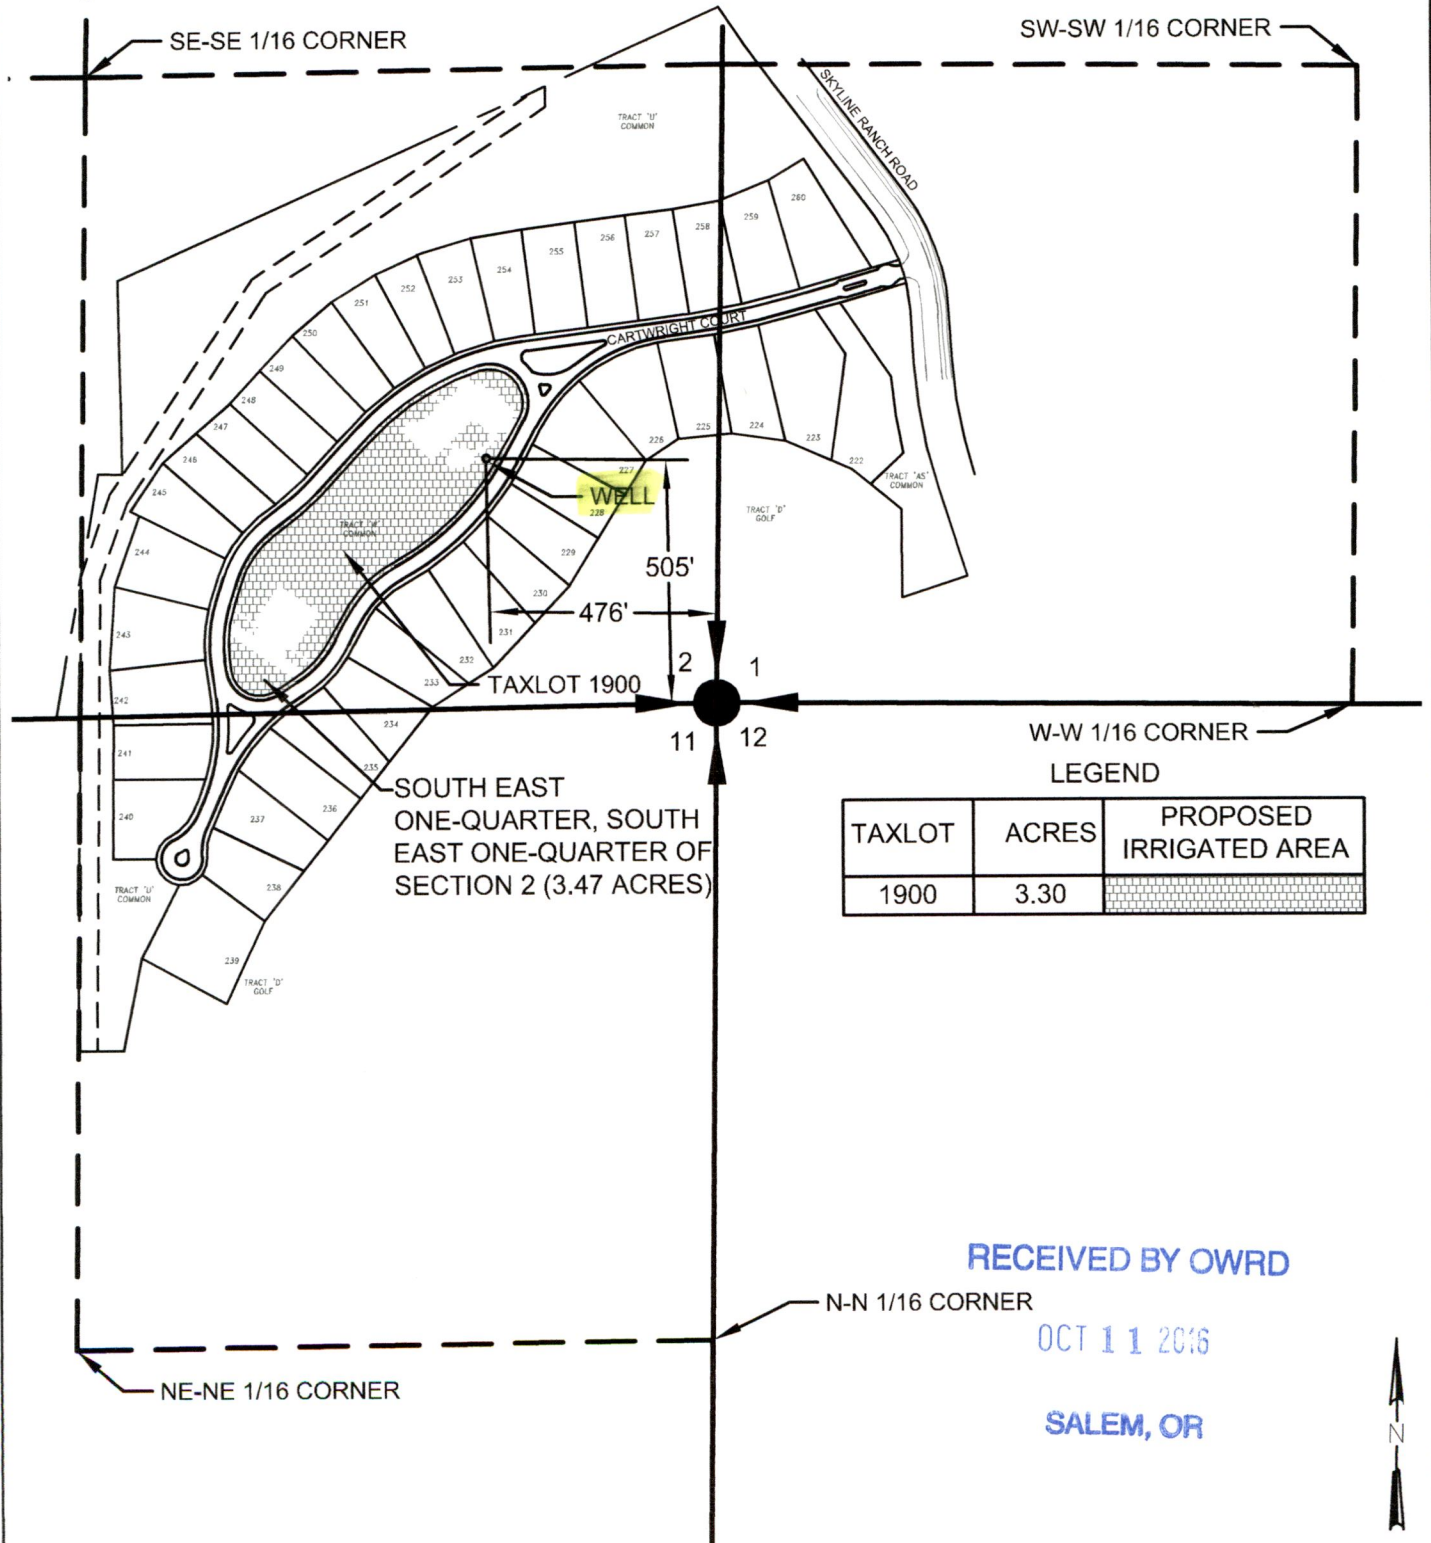 SE-SE 1/16 CORNER
SW-SW 1/16 CORNER
SKYLINE RANCH ROAD
TRACT "U"
COMMON
260
259
258
257
256
255
254
253
252
251
250
249
248
247
246
245
244
243
242
241
240
CARTWRIGHT COURT
222
223
224
225
226
227
228
229
230
231
232
233
234
235
236
237
238
239
TRACT "AS"
COMMON
WELL
TRACT "D"
GOLF
COMMON
505'
476'
2
1
11
12
TAXLOT 1900
W-W 1/16 CORNER
SOUTH EAST
ONE-QUARTER, SOUTH
EAST ONE-QUARTER OF
SECTION 2 (3.47 ACRES)
LEGEND
TAXLOT
ACRES
PROPOSED
IRRIGATED AREA
1900
3.30
TRACT "U"
COMMON
TRACT "D"
GOLF
RECEIVED BY OWRD
N-N 1/16 CORNER
OCT 11 2016
NE-NE 1/16 CORNER
SALEM, OR
N